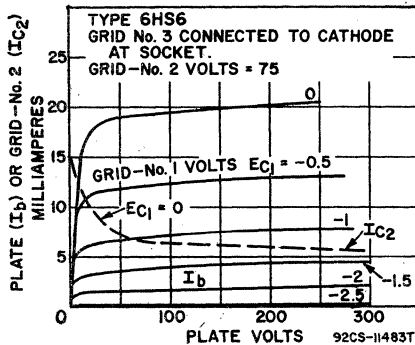 TYPE 6HS6
GRID No. 3 CONNECTED TO CATHODE
AT SOCKET.
GRID-No. 2 VOLTS = 75
PLATE (Ib) OR GRID-No. 2 (IC2)
MILLIAMPERES
20
15
10
5
0
0
GRID-No. 1 VOLTS EC1 = -0.5
EC1 = 0
-1
IC2
Ib
-1.5
-2
-2.5
100
200
300
PLATE VOLTS
92CS-11483T